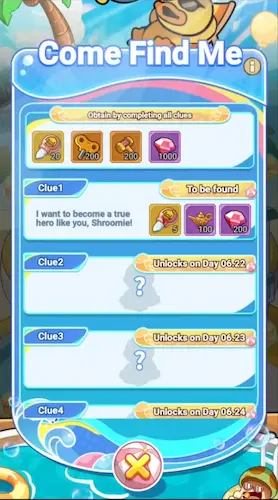 Come Find Me
Obtain by completing all clues
20
200
200
1000
Clue1
To be found
I want to become a true
hero like you, Shroomie!
5
100
200
Clue2
Unlocks on Day 06.22
?
Clue3
Unlocks on Day 06.23
?
Clue4
Unlocks on Day 06.24